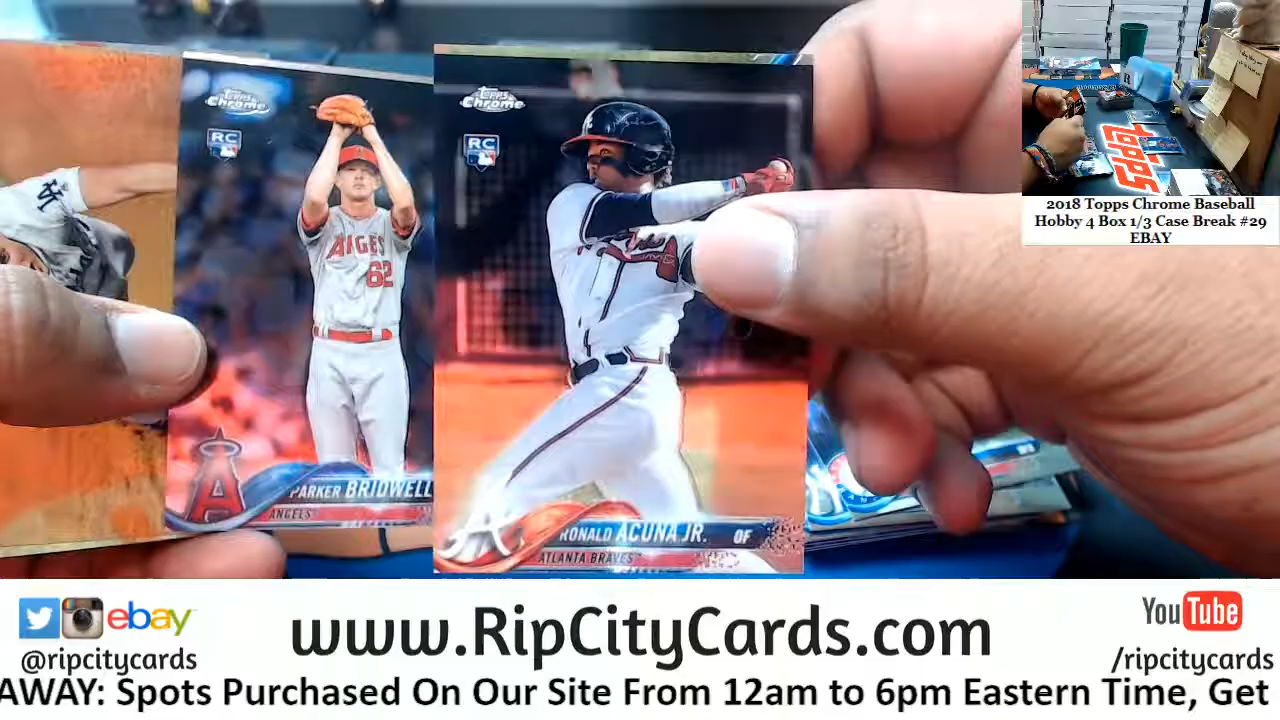 Topps Chrome
RC
ANGELS
62
PARKER BRIDWELL
ANGELS
Topps Chrome
RC
RONALD ACUNA JR. OF
ATLANTA BRAVES
Topps
2018 Topps Chrome Baseball
Hobby 4 Box 1/3 Case Break #29
EBAY
ebay
@ripcitycards
www.RipCityCards.com
YouTube
/ripcitycards
AWAY: Spots Purchased On Our Site From 12am to 6pm Eastern Time, Get